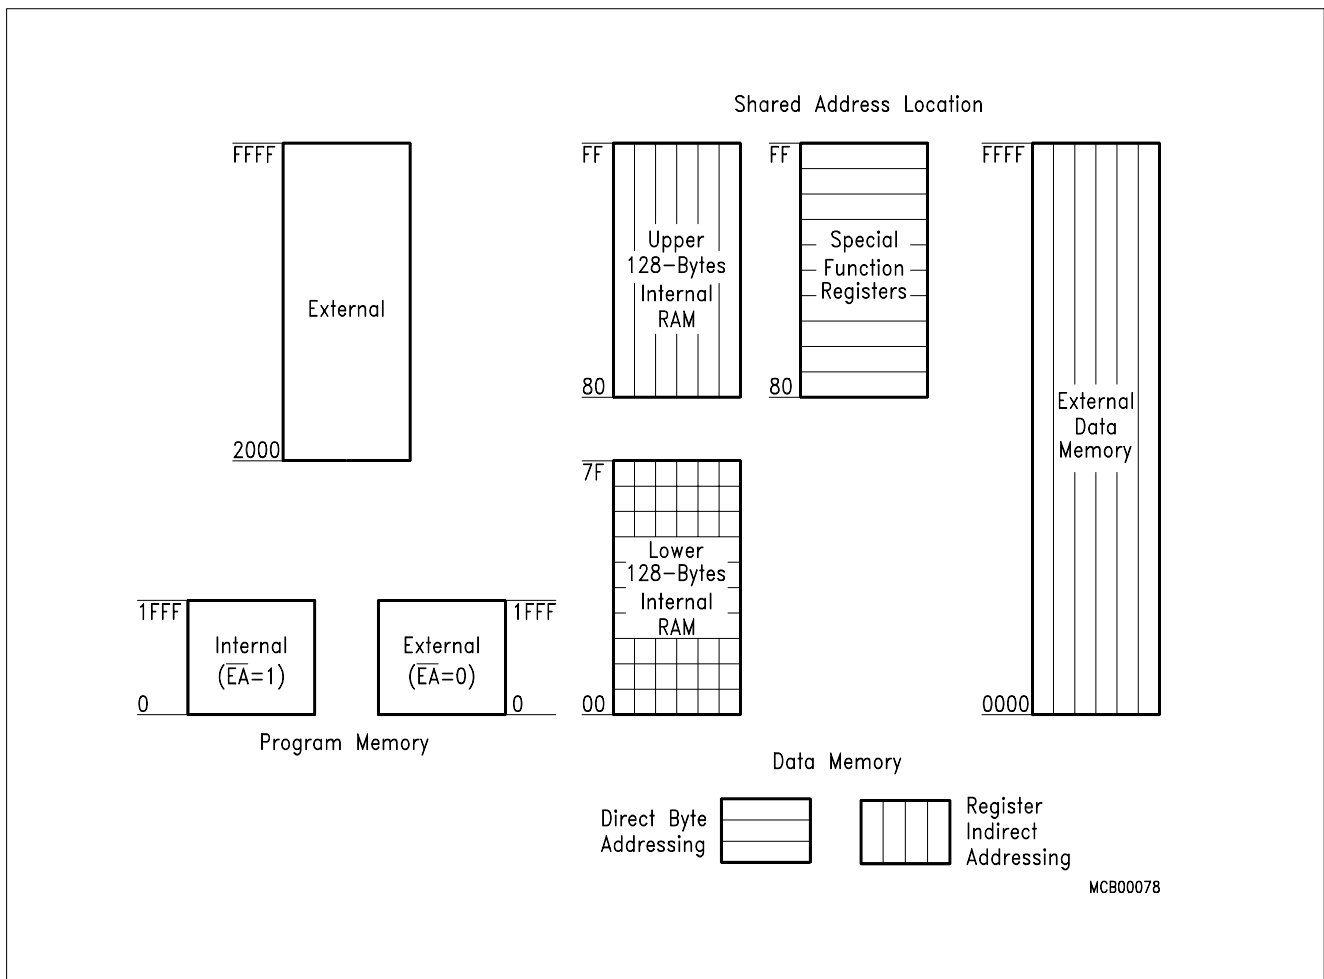 Shared Address Location
FFFF
External
2000
1FFF
Internal
(E̅A̅=1)
0
External
(E̅A̅=0)
1FFF
0
Program Memory
FF
Upper
128-Bytes
Internal
RAM
80
FF
Special
Function
Registers
80
7F
Lower
128-Bytes
Internal
RAM
00
FFFF
External
Data
Memory
0000
Data Memory
Direct Byte
Addressing
Register
Indirect
Addressing
MCB00078